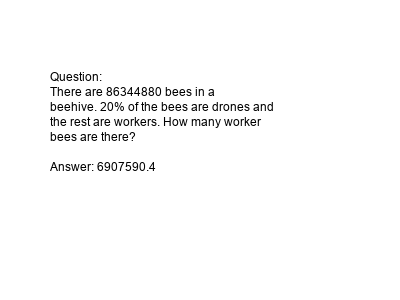 Question:
There are 86344880 bees in a
beehive. 20% of the bees are drones and
the rest are workers. How many worker
bees are there?
Answer: 6907590.4